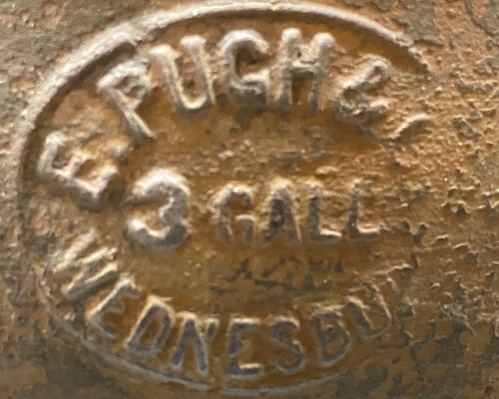 E. PUGH &
3 GALL
WEDNESBU